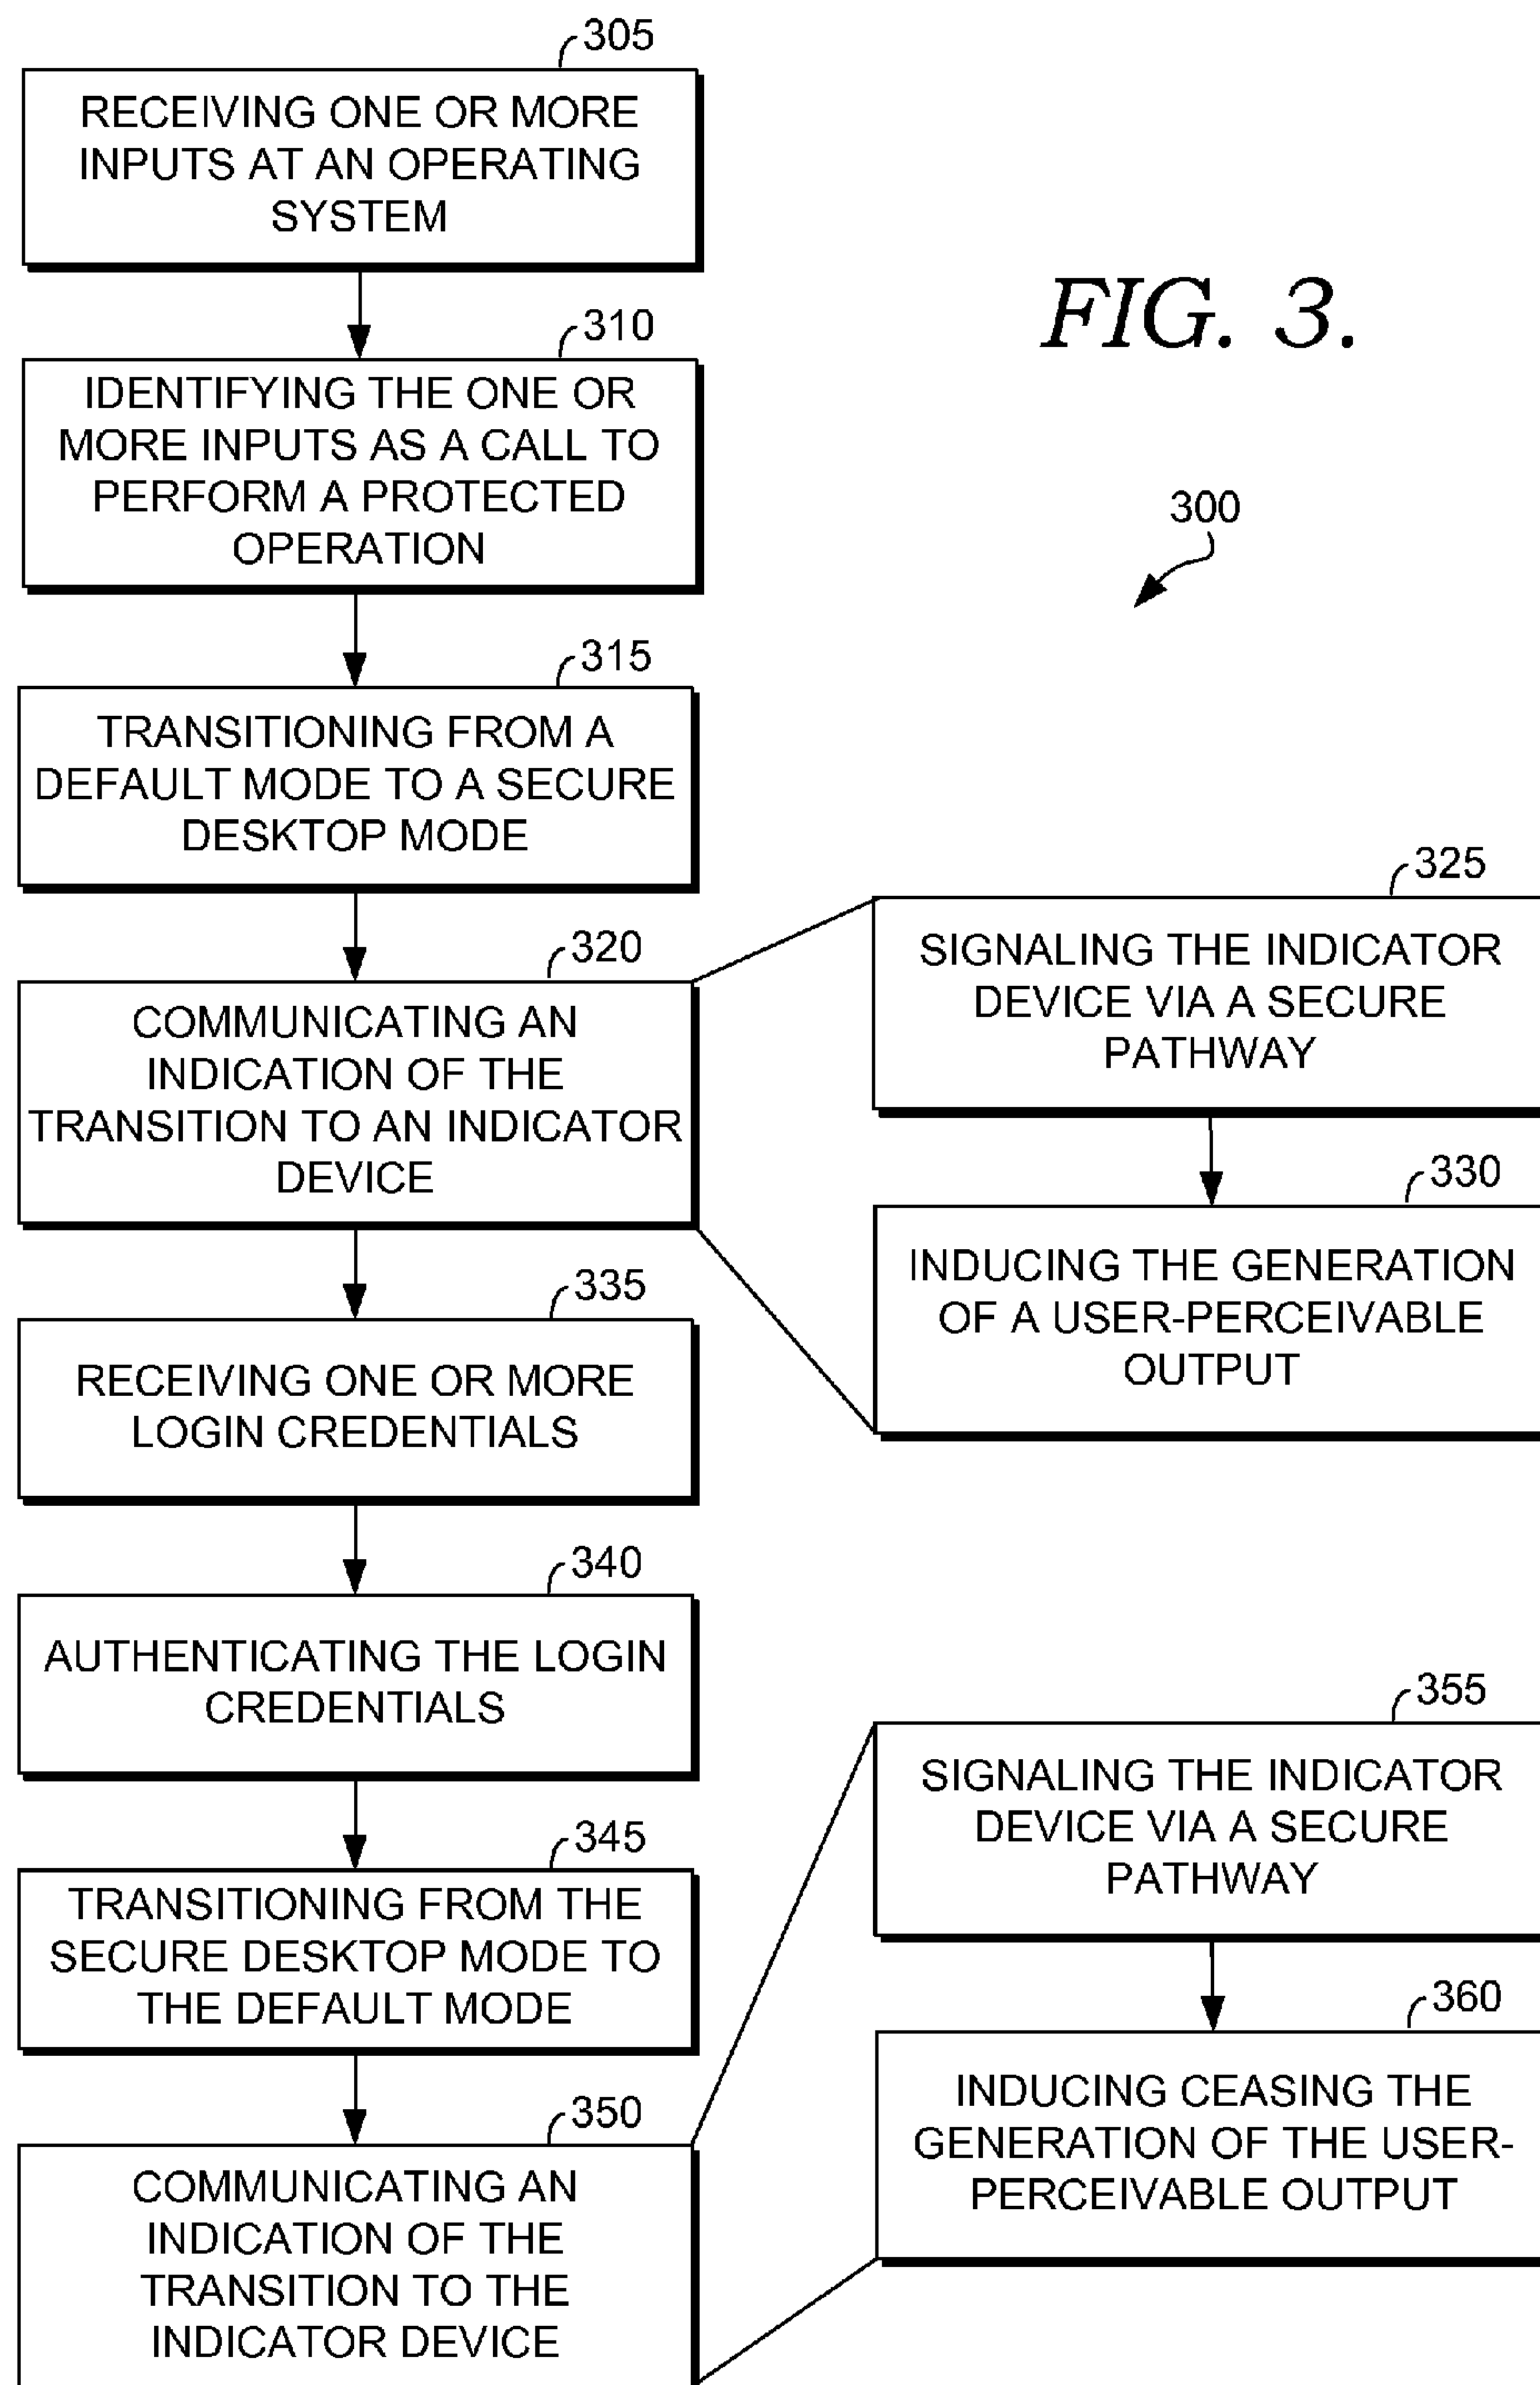 305
RECEIVING ONE OR MORE
INPUTS AT AN OPERATING
SYSTEM
FIG. 3.
310
IDENTIFYING THE ONE OR
MORE INPUTS AS A CALL TO
PERFORM A PROTECTED
OPERATION
300
315
TRANSITIONING FROM A
DEFAULT MODE TO A SECURE
DESKTOP MODE
320
COMMUNICATING AN
INDICATION OF THE
TRANSITION TO AN INDICATOR
DEVICE
325
SIGNALING THE INDICATOR
DEVICE VIA A SECURE
PATHWAY
330
INDUCING THE GENERATION
OF A USER-PERCEIVABLE
OUTPUT
335
RECEIVING ONE OR MORE
LOGIN CREDENTIALS
340
AUTHENTICATING THE LOGIN
CREDENTIALS
345
TRANSITIONING FROM THE
SECURE DESKTOP MODE TO
THE DEFAULT MODE
350
COMMUNICATING AN
INDICATION OF THE
TRANSITION TO THE
INDICATOR DEVICE
355
SIGNALING THE INDICATOR
DEVICE VIA A SECURE
PATHWAY
360
INDUCING CEASING THE
GENERATION OF THE USER-
PERCEIVABLE OUTPUT